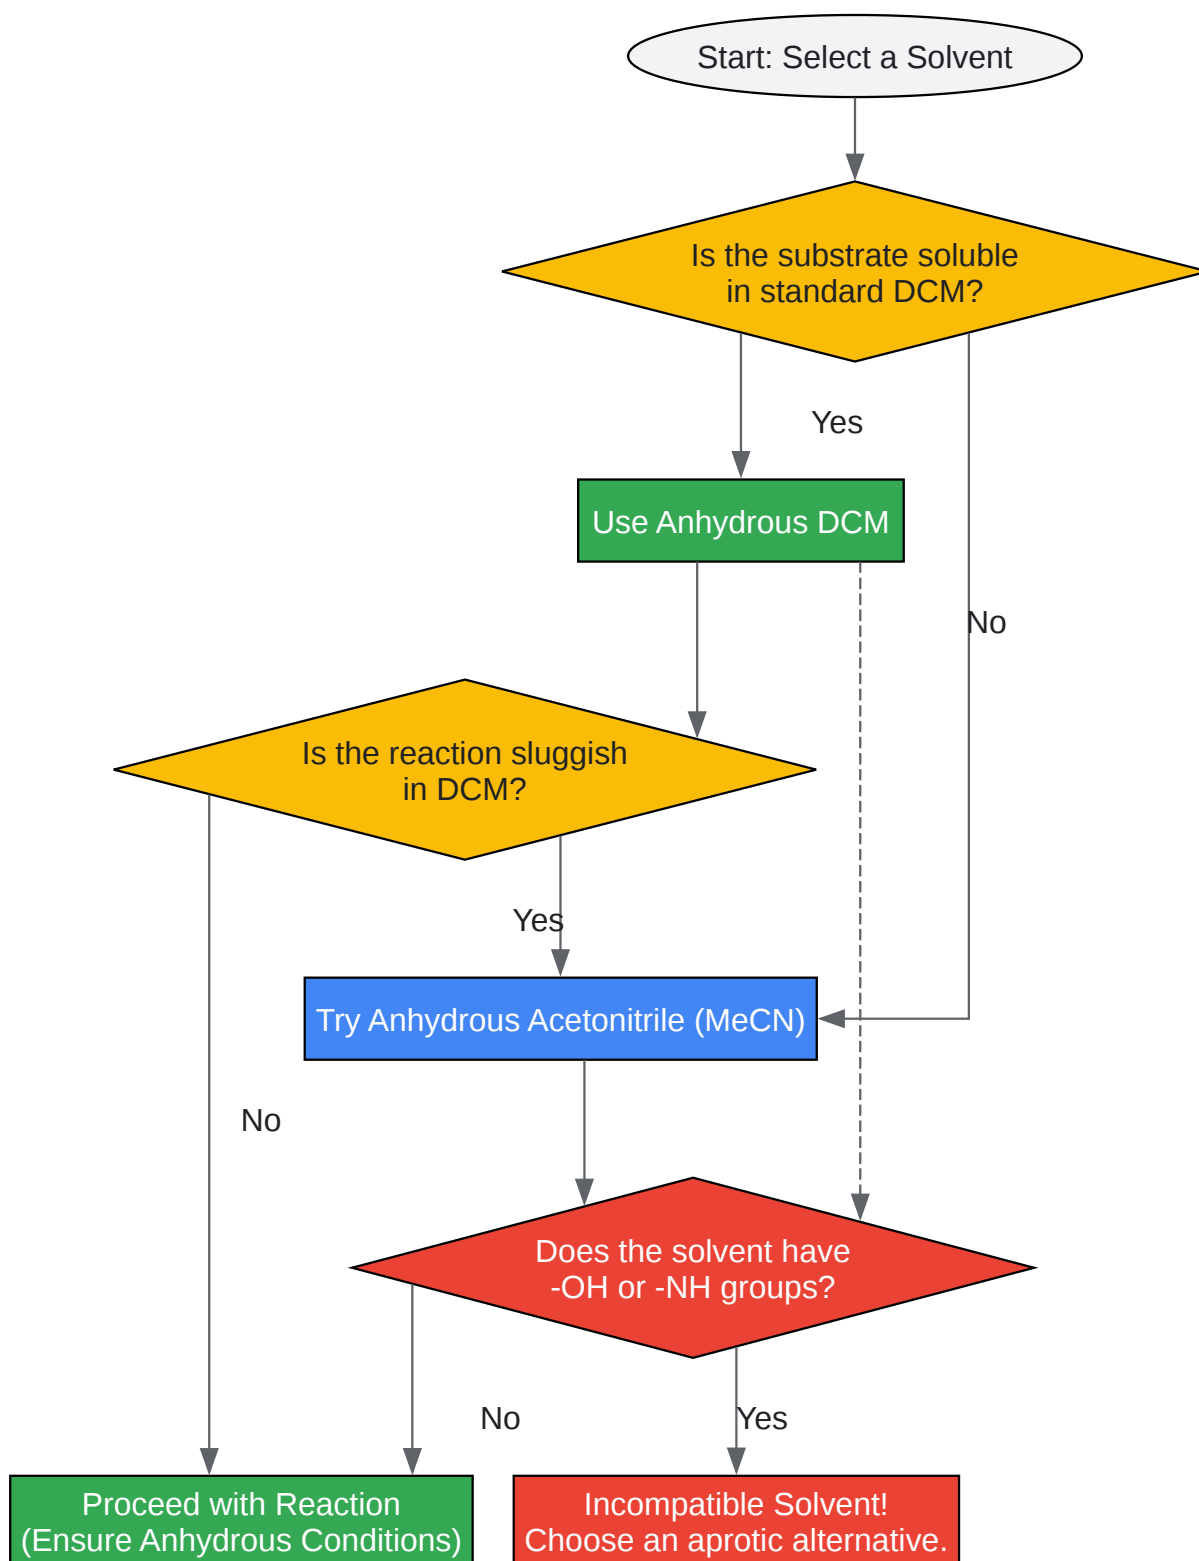 Start: Select a Solvent
Is the substrate soluble
in standard DCM?
Yes
Use Anhydrous DCM
No
Is the reaction sluggish
in DCM?
Yes
Try Anhydrous Acetonitrile (MeCN)
No
Does the solvent have
-OH or -NH groups?
No
Yes
Proceed with Reaction
(Ensure Anhydrous Conditions)
Incompatible Solvent!
Choose an aprotic alternative.